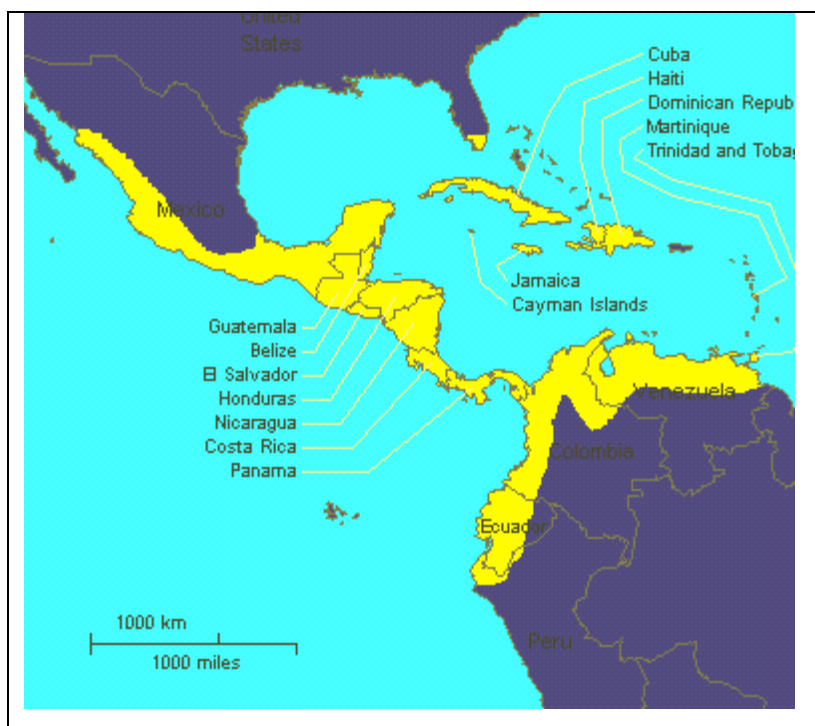 United
States
Cuba
Haiti
Dominican Repub
Martinique
Trinidad and Tobag
Mexico
Jamaica
Cayman Islands
Guatemala
Belize
El Salvador
Honduras
Nicaragua
Costa Rica
Panama
Venezuela
Colombia
Ecuador
Peru
1000 km
1000 miles